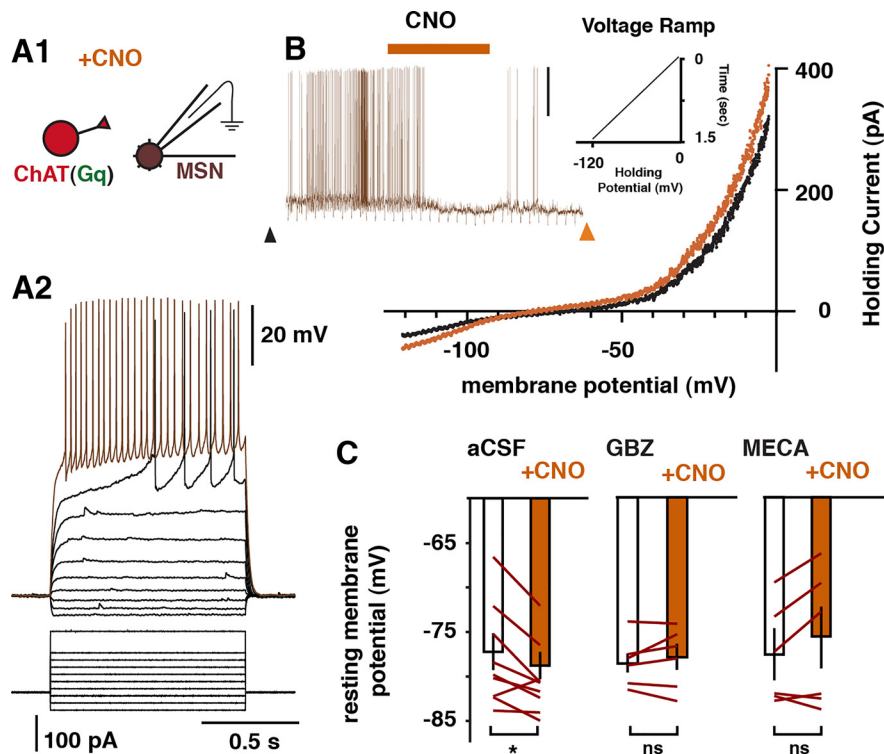 A1
+CNO
ChAT(Gq)
MSN
A2
20 mV
100 pA
0.5 s
B
CNO
Voltage Ramp
0
Time (sec)
1.5
-120
0
Holding
Potential (mV)
400
200
0
Holding Current (pA)
-100
-50
membrane potential (mV)
C
aCSF
+CNO
GBZ
+CNO
MECA
+CNO
-65
-75
-85
resting membrane
potential (mV)
*
ns
ns